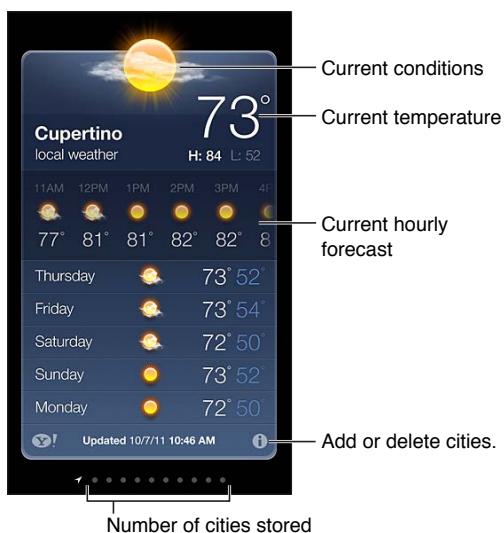 Current conditions
73°
Current temperature
Cupertino
local weather
H: 84 L: 52
11AM 12PM 1PM 2PM 3PM
77° 81° 81° 82° 82°
Current hourly
forecast
Thursday 73° 52°
Friday 73° 54°
Saturday 72° 50°
Sunday 73° 52°
Monday 72° 50°
Y! Updated 10/7/11 10:46 AM i
Add or delete cities.
Number of cities stored